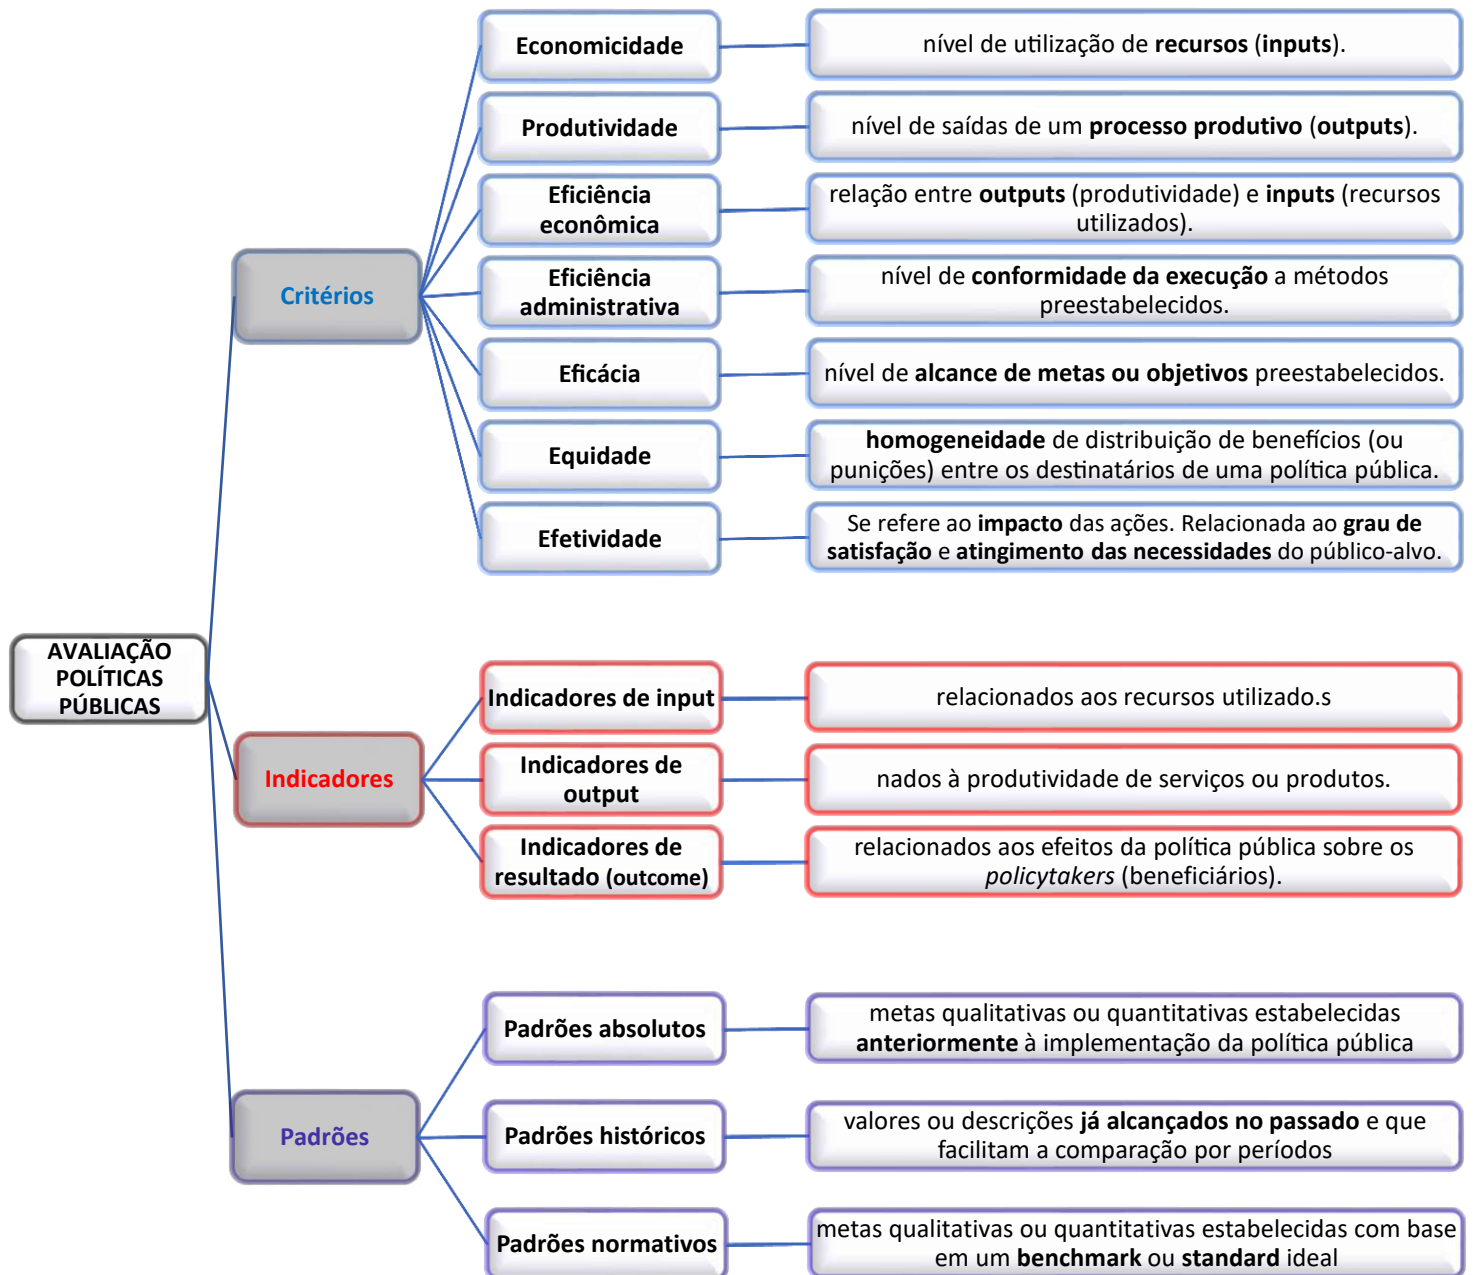 Economicidade
nível de utilização de recursos (inputs).
Produtividade
nível de saídas de um processo produtivo (outputs).
Eficiência
econômica
relação entre outputs (produtividade) e inputs (recursos
utilizados).
Critérios
Eficiência
administrativa
nível de conformidade da execução a métodos
preestabelecidos.
Eficácia
nível de alcance de metas ou objetivos preestabelecidos.
Equidade
homogeneidade de distribuição de benefícios (ou
punições) entre os destinatários de uma política pública.
Efetividade
Se refere ao impacto das ações. Relacionada ao grau de
satisfação e atingimento das necessidades do público-alvo.
AVALIAÇÃO
POLÍTICAS
PÚBLICAS
Indicadores
Indicadores de input
relacionados aos recursos utilizado.s
Indicadores de
output
nados à produtividade de serviços ou produtos.
Indicadores de
resultado (outcome)
relacionados aos efeitos da política pública sobre os
policytakers (beneficiários).
Padrões
Padrões absolutos
metas qualitativas ou quantitativas estabelecidas
anteriormente à implementação da política pública
Padrões históricos
valores ou descrições já alcançados no passado e que
facilitam a comparação por períodos
Padrões normativos
metas qualitativas ou quantitativas estabelecidas com base
em um benchmark ou standard ideal